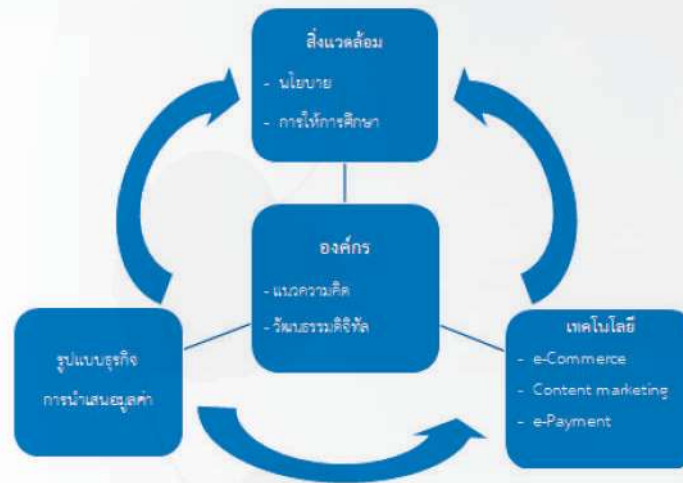 สิ่งแวดล้อม
- นโยบาย
- การให้การศึกษา
องค์กร
- แนวความคิด
- วัฒนธรรมดิจิทัล
รูปแบบธุรกิจ
การนำเสนอมูลค่า
เทคโนโลยี
- e-Commerce
- Content marketing
- e-Payment